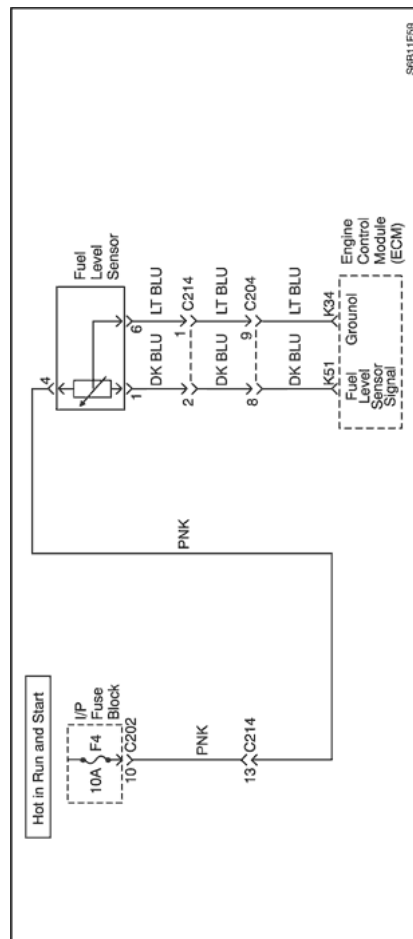 Hot in Run and Start
I/P
Fuse
Block
10A F4
10 C202
PNK
13 C214
PNK
Fuel
Level
Sensor
4
1
6
DK BLU
LT BLU
2
1 C214
DK BLU
LT BLU
8
9 C204
DK BLU
LT BLU
K51
K34
Fuel
Level
Sensor
Signal
Grounol
Engine
Control
Module
(ECM)
S6B11F59